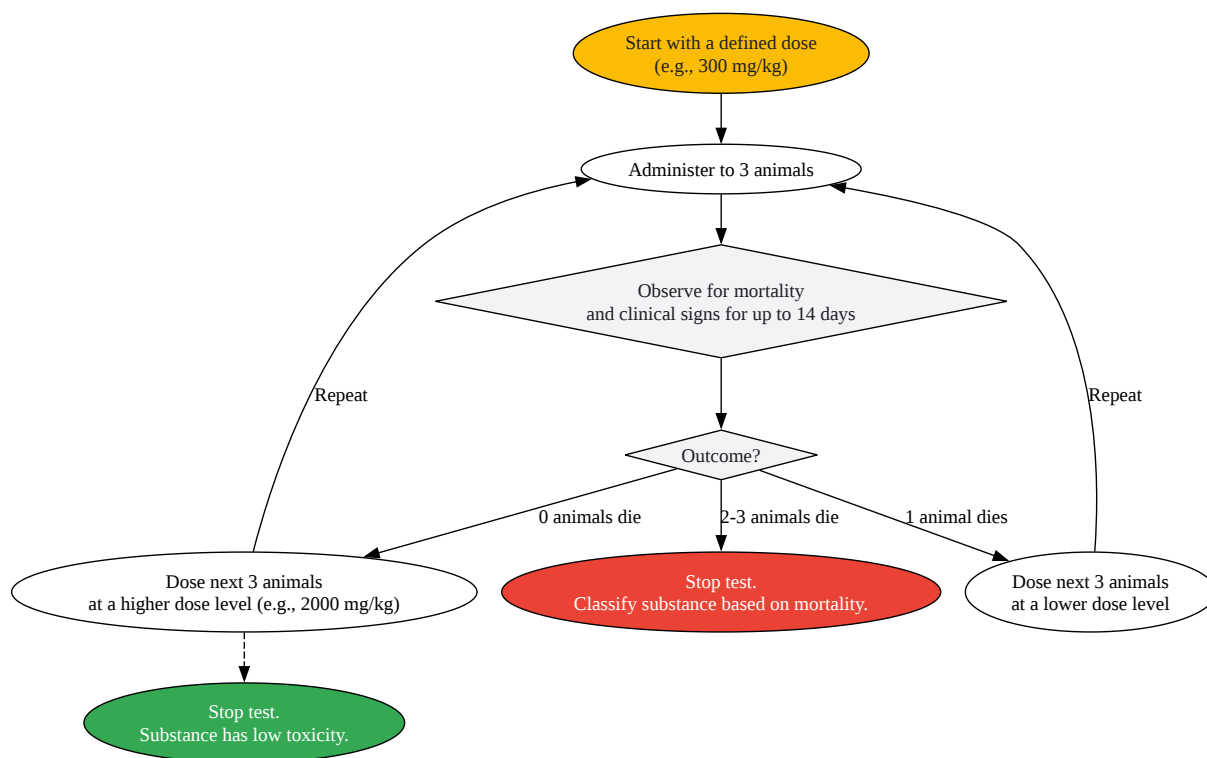 Start with a defined dose
(e.g., 300 mg/kg)
Administer to 3 animals
Observe for mortality
and clinical signs for up to 14 days
Repeat
Repeat
Outcome?
0 animals die
2-3 animals die
1 animal dies
Dose next 3 animals
at a higher dose level (e.g., 2000 mg/kg)
Stop test.
Classify substance based on mortality.
Dose next 3 animals
at a lower dose level
Stop test.
Substance has low toxicity.